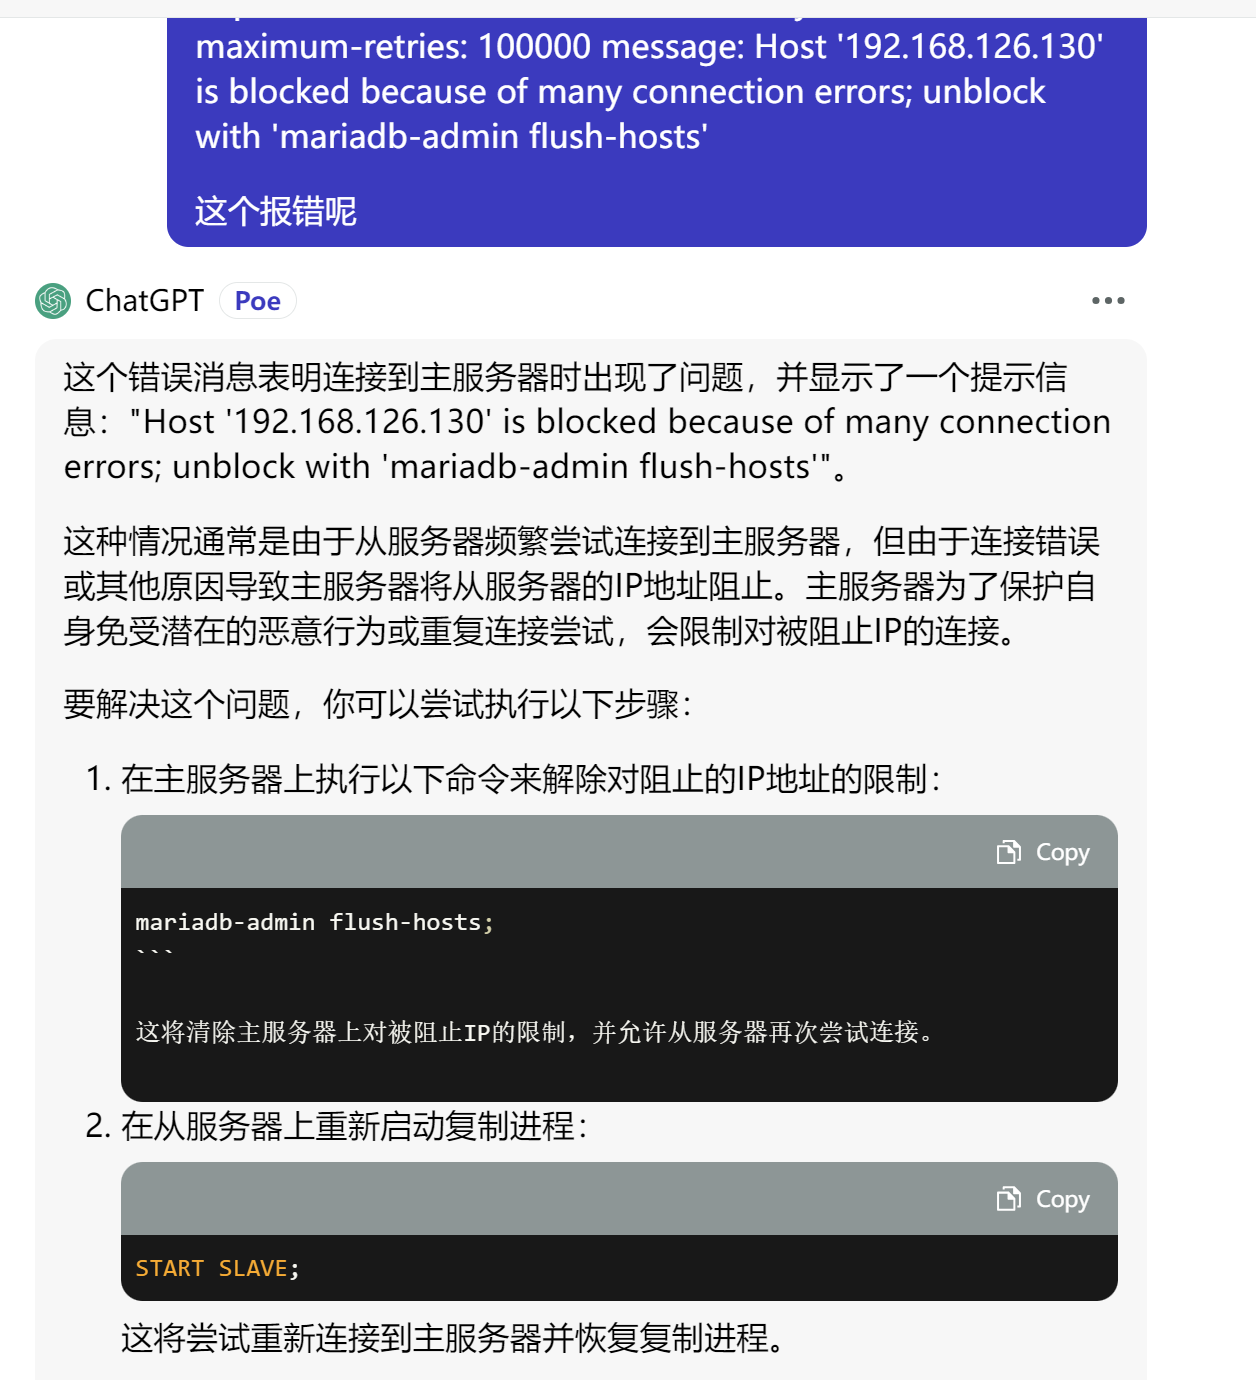 maximum-retries: 100000 message: Host '192.168.126.130'
is blocked because of many connection errors; unblock
with 'mariadb-admin flush-hosts'
这个报错呢
ChatGPT Poe
这个错误消息表明连接到主服务器时出现了问题，并显示了一个提示信
息："Host '192.168.126.130' is blocked because of many connection
errors; unblock with 'mariadb-admin flush-hosts'"。
这种情况通常是由于从服务器频繁尝试连接到主服务器，但由于连接错误
或其他原因导致主服务器将从服务器的IP地址阻止。主服务器为了保护自
身免受潜在的恶意行为或重复连接尝试，会限制对被阻止IP的连接。
要解决这个问题，你可以尝试执行以下步骤：
1. 在主服务器上执行以下命令来解除对阻止的IP地址的限制：
Copy
mariadb-admin flush-hosts;
```
这将清除主服务器上对被阻止IP的限制，并允许从服务器再次尝试连接。
2. 在从服务器上重新启动复制进程：
Copy
START SLAVE;
这将尝试重新连接到主服务器并恢复复制进程。